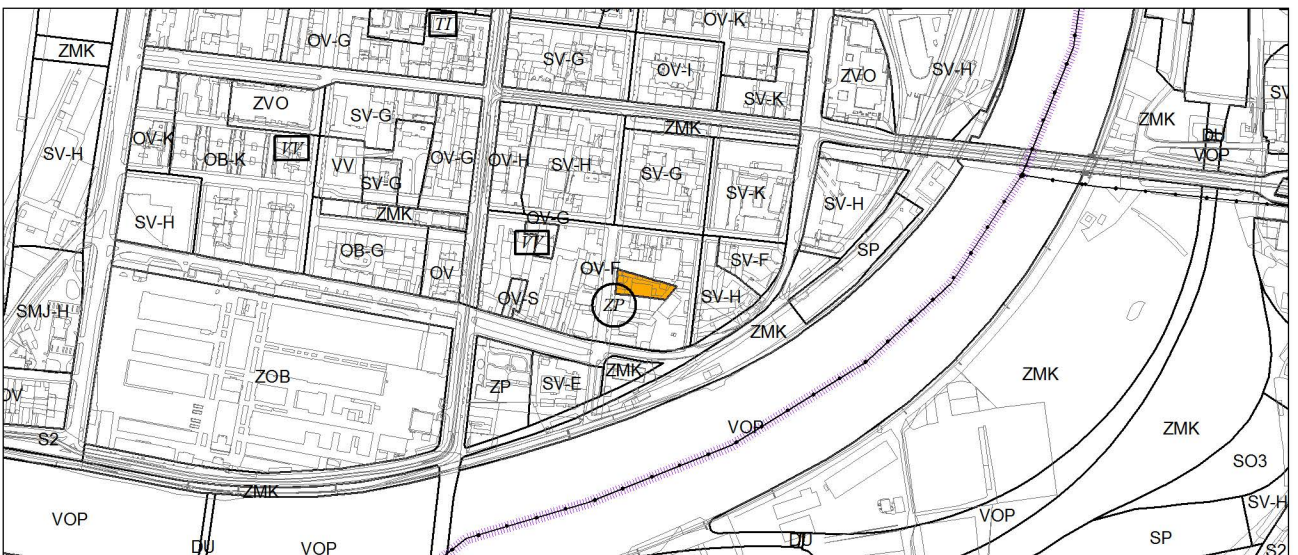 TI
OV-K
OV-G
ZMK
SV-G
OV-I
ZVO
SV-H
ZVO
SV-K
SV-G
ZMK
ZMK
DU
OV-K
VV
OV-G
SV-H
OB-K
VOP
VV
OV-H
SV-H
SV-G
SV-G
SV-K
SV-H
ZMK
OV-G
SV-H
VV
SP
OB-G
SV-F
OV
OV-F
OV-S
SV-H
ZP
SMJ-H
ZMK
ZMK
ZOB
ZMK
ZP
SV-E
OV
VOP
ZMK
S2
SO3
ZMK
SV-H
VOP
VOP
DU
VOP
DU
SP
S2